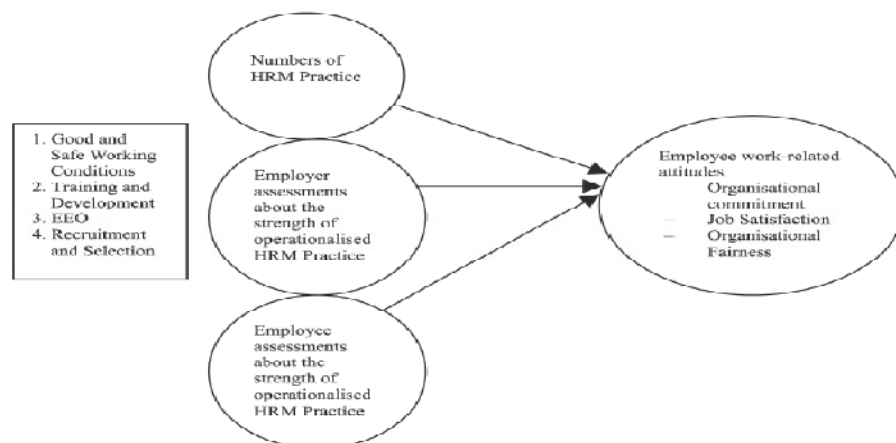 Numbers of
HRM Practice
1. Good and
Safe Working
Conditions
2. Training and
Development
3. EEO
4. Recruitment
and Selection
Employer
assessments
about the
strength of
operationalised
HRM Practice
Employee
assessments
about the
strength of
operationalised
HRM Practice
Employee work-related
attitudes
Organisational
commitment
– Job Satisfaction
– Organisational
Fairness